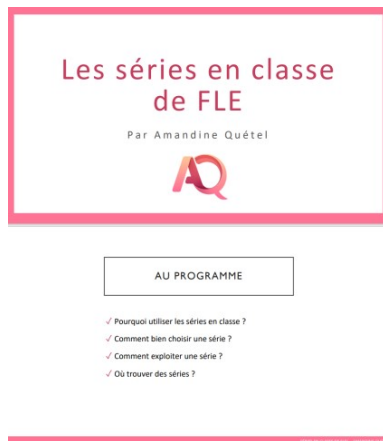 Les séries en classe
de FLE
Par Amandine Quétel
AQ
AU PROGRAMME
✓ Pourquoi utiliser les séries en classe ?
✓ Comment bien choisir une série ?
✓ Comment exploiter une série ?
✓ Où trouver des séries ?